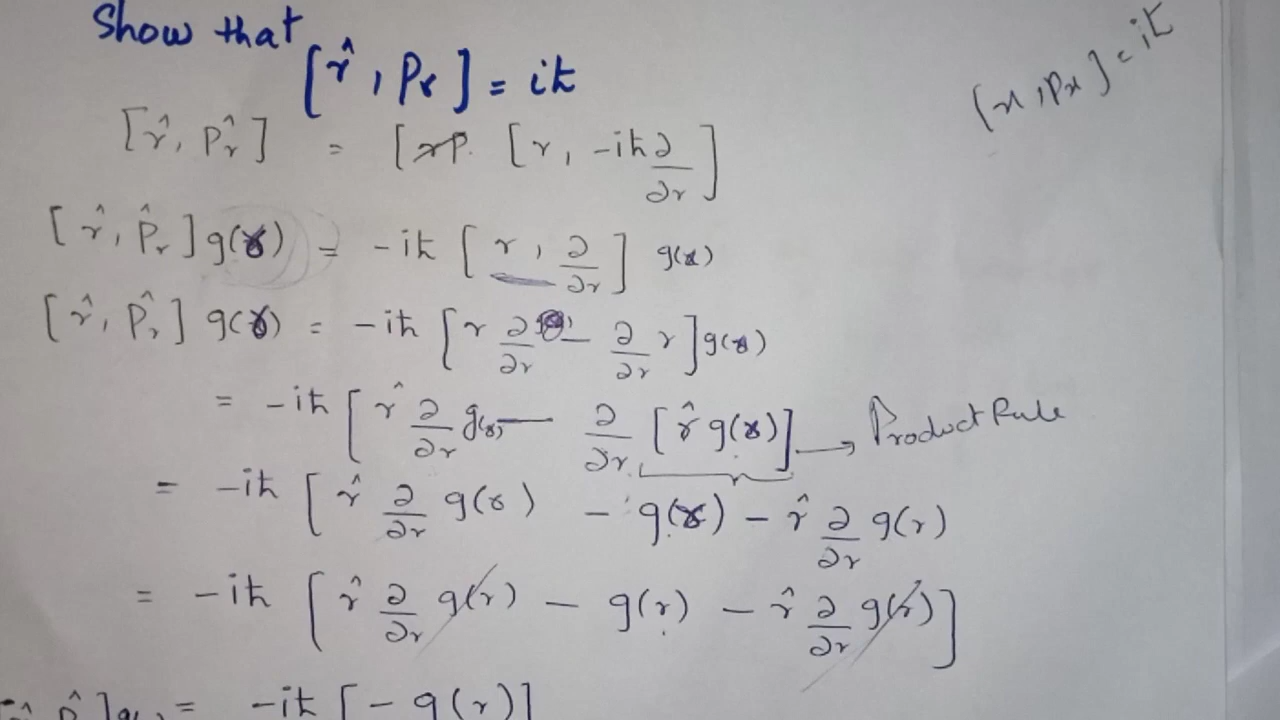 Show that
[r̂, Pr] = iħ
[x, Px] = iħ
[r̂, P̂r] = [r, -iħ ∂/∂r]
[r̂, P̂r] g(r) = -iħ [r, ∂/∂r] g(r)
[r̂, P̂r] g(r) = -iħ [r ∂/∂r - ∂/∂r r] g(r)
= -iħ [r̂ ∂/∂r g(r) - ∂/∂r [r̂ g(r)] → Product Rule
= -iħ [r̂ ∂/∂r g(r) - g(r) - r̂ ∂/∂r g(r)
= -iħ [r̂ ∂/∂r g(r) - g(r) - r̂ ∂/∂r g(r)]
= -iħ [- g(r)]